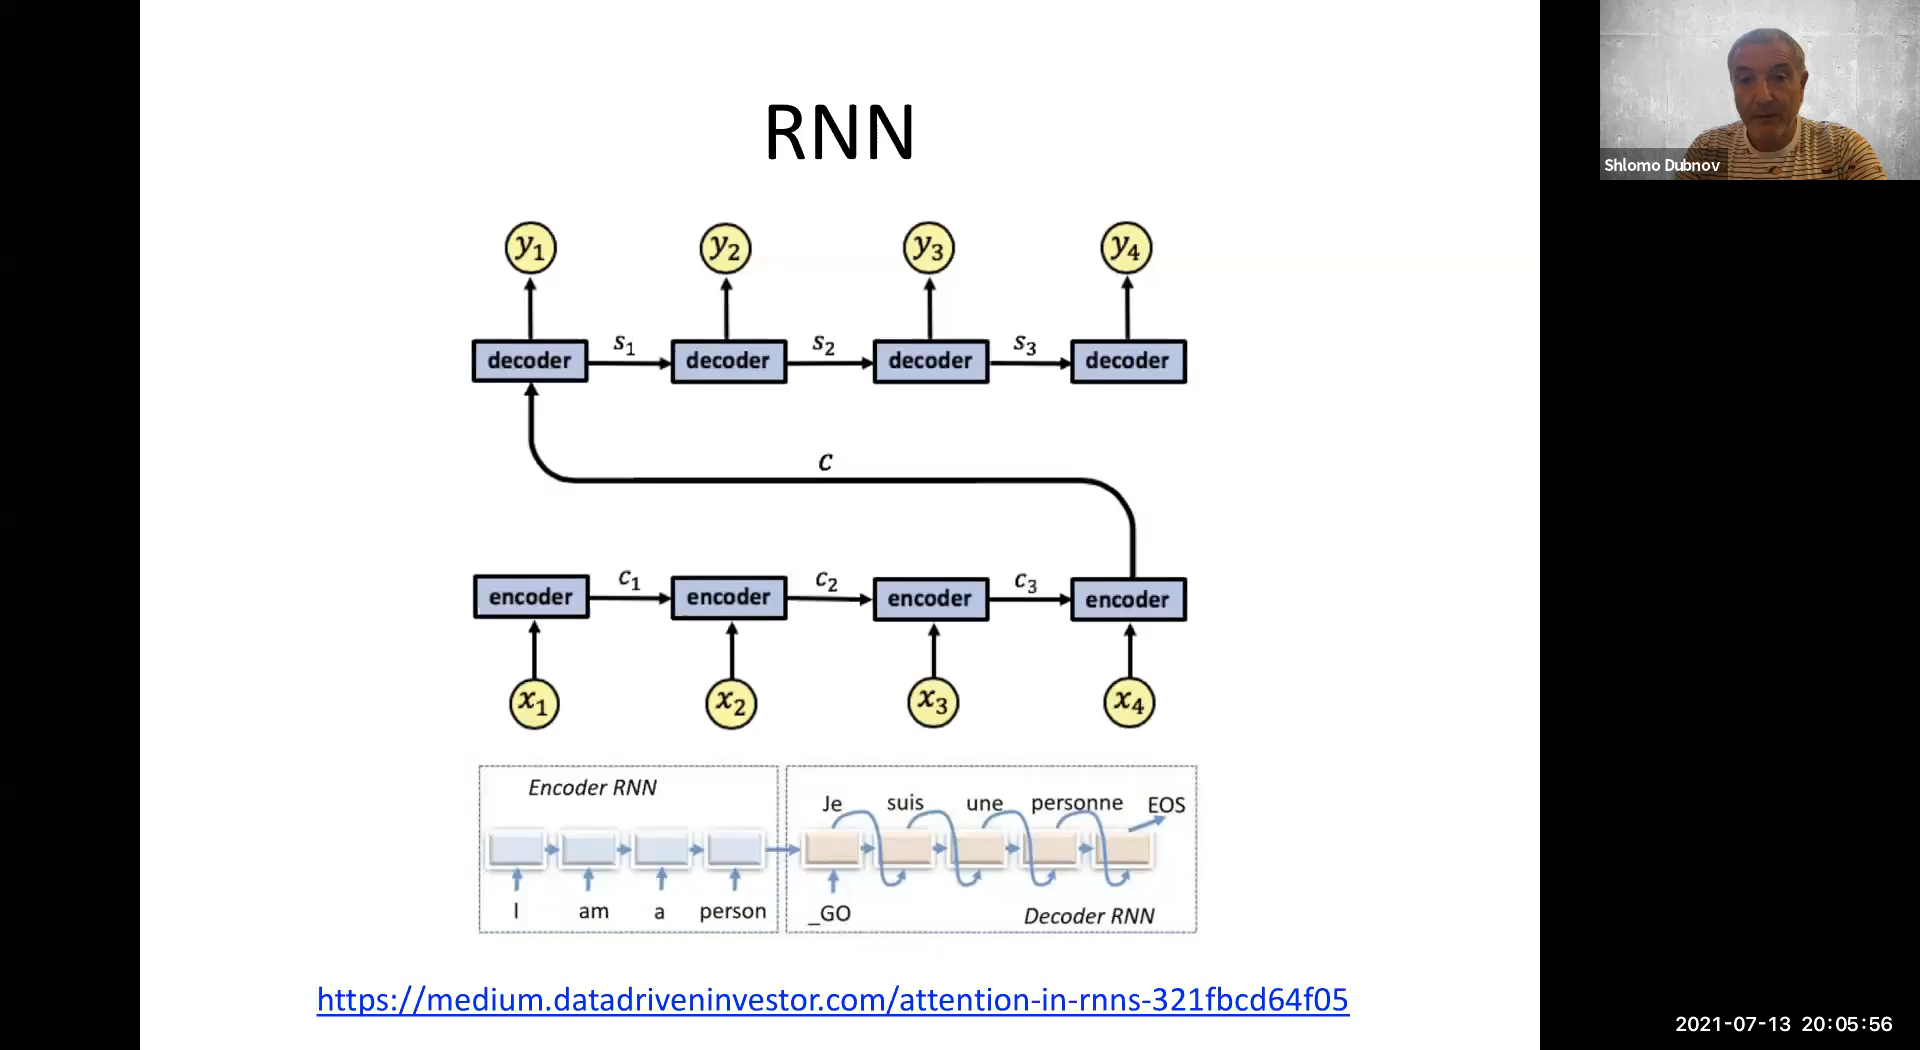 RNN
Shlomo Dubnov
y1 y2 y3 y4
s1 s2 s3
decoder decoder decoder decoder
c
c1 c2 c3
encoder encoder encoder encoder
x1 x2 x3 x4
Encoder RNN
I am a person
Je suis une personne EOS
_GO
Decoder RNN
https://medium.datadriveninvestor.com/attention-in-rnns-321fbcd64f05
2021-07-13 20:05:56